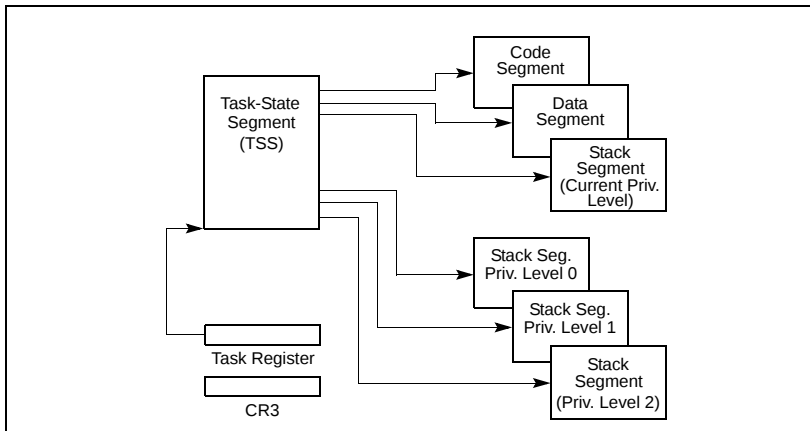 Code
Segment
Task-State
Segment
(TSS)
Data
Segment
Stack
Segment
(Current Priv.
Level)
Stack Seg.
Priv. Level 0
Stack Seg.
Priv. Level 1
Stack
Segment
(Priv. Level 2)
Task Register
CR3